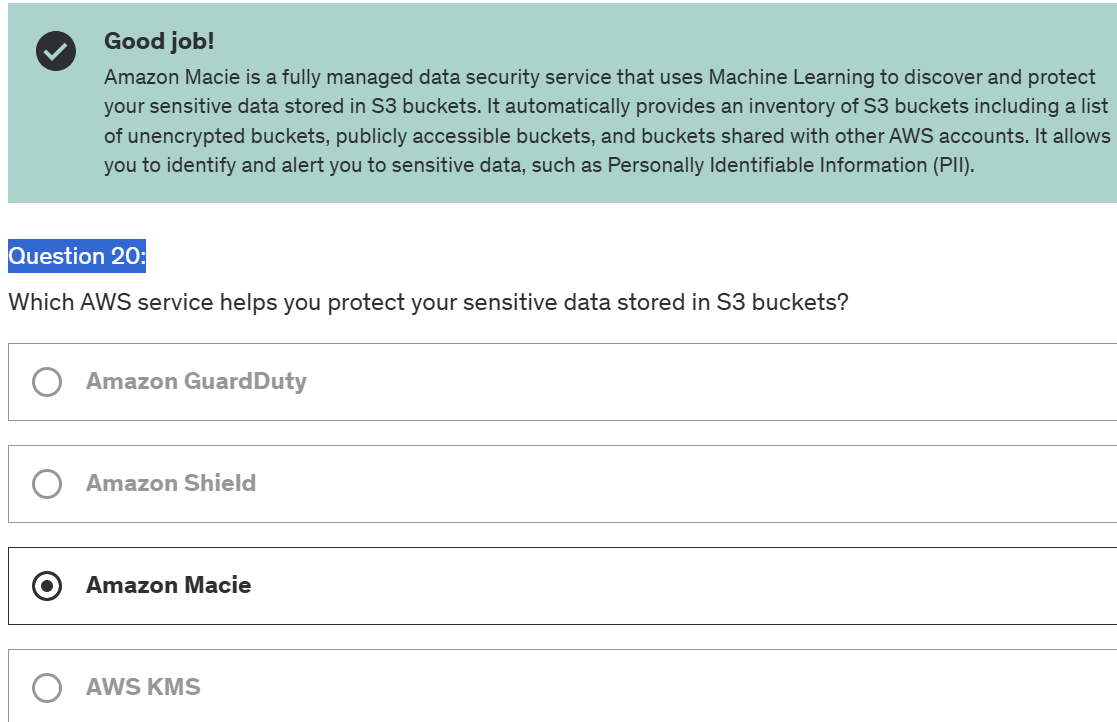 Good job!
Amazon Macie is a fully managed data security service that uses Machine Learning to discover and protect
your sensitive data stored in S3 buckets. It automatically provides an inventory of S3 buckets including a list
of unencrypted buckets, publicly accessible buckets, and buckets shared with other AWS accounts. It allows
you to identify and alert you to sensitive data, such as Personally Identifiable Information (PII).
Question 20:
Which AWS service helps you protect your sensitive data stored in S3 buckets?
Amazon GuardDuty
Amazon Shield
Amazon Macie
AWS KMS